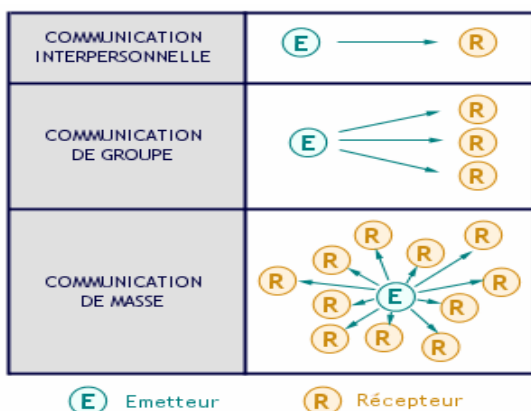 COMMUNICATION
INTERPERSONNELLE
E R
COMMUNICATION
DE GROUPE
R
E R
R
COMMUNICATION
DE MASSE
R R
R R
R R
E
R R
R R R
E Emetteur R Récepteur